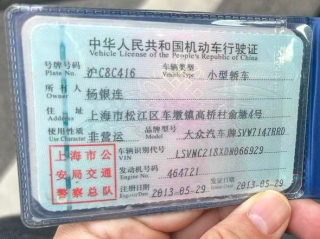 中华人民共和国机动车行驶证
Vehicle License of the People's Republic of China
号牌号码 沪C8C416 车辆类型 小型轿车
Plate No. Vehicle Type
所有人 杨银连
Owner
住址 上海市松江区车墩镇高桥村俞塘4号
Address
使用性质 非营运 品牌型号 大众汽车牌SVW7147RRD
Use Character Model
上海市公 车辆识别代号 LSVNC218XDN066929
VIN
安局交通 发动机号码 464721
Engine No.
警察总队 注册日期 2013-05-29 发证日期 2013-05-29
Register Date Issue Date